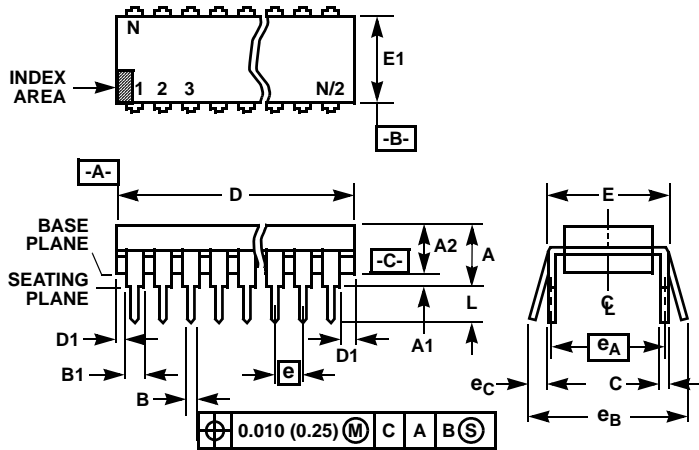 N
INDEX
AREA
1 2 3 N/2
E1
-B-
-A-
D
E
BASE
PLANE
SEATING
PLANE
A2
A
-C-
L
D1
B1
B
e
D1
A1
℄
eA
eC
C
eB
⌖ 0.010 (0.25) Ⓜ C A B Ⓢ